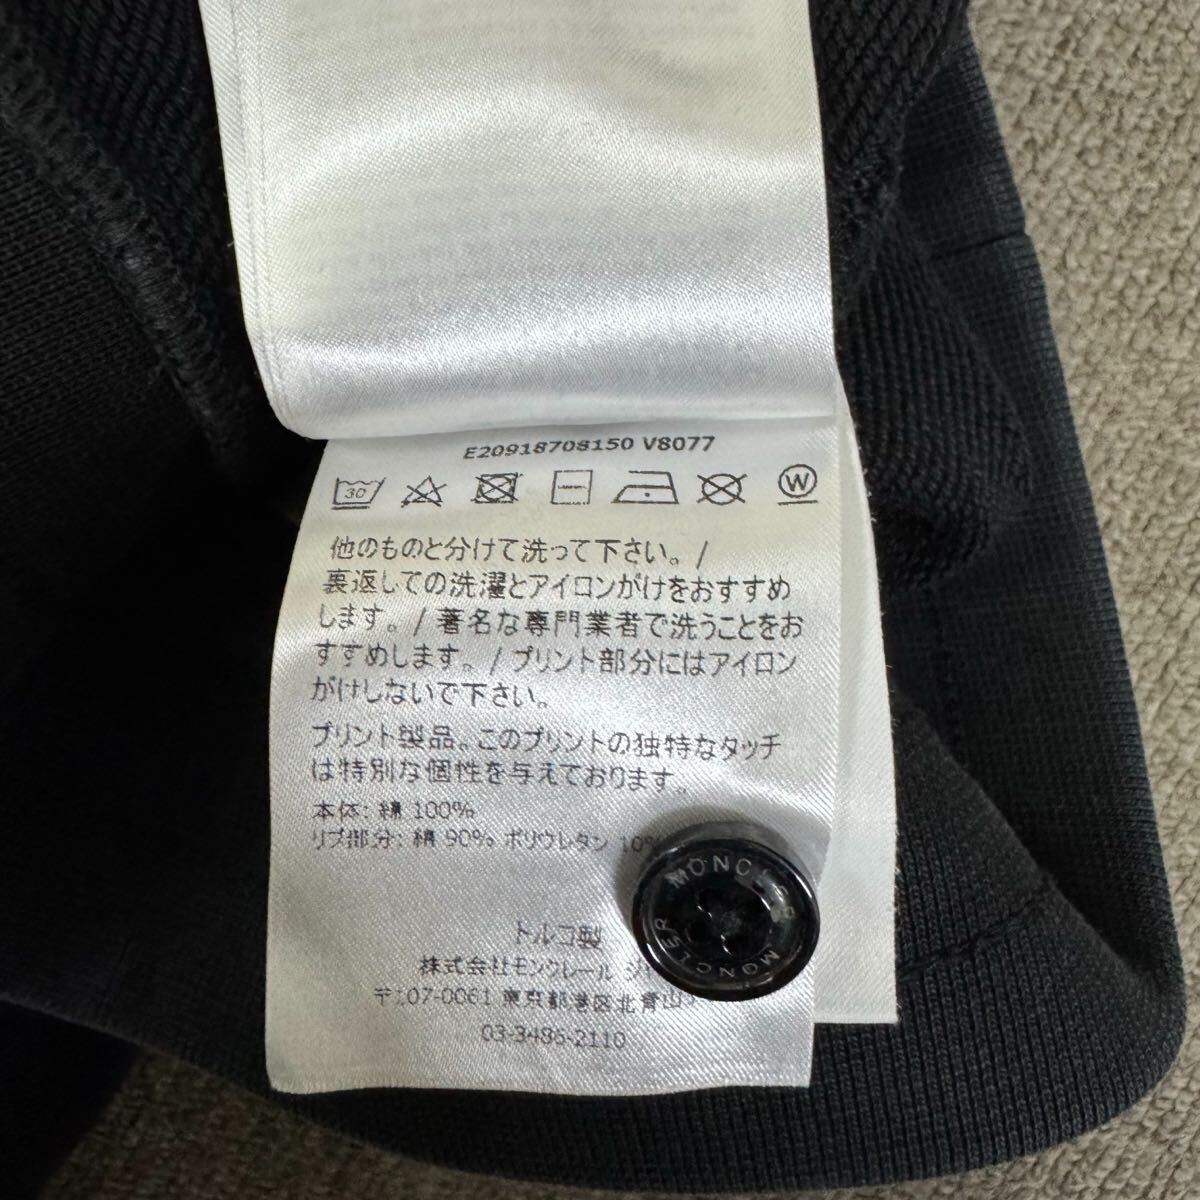 E20918708150 V8077
30
W
他のものと分けて洗って下さい。/
裏返しての洗濯とアイロンがけをおすすめ
します。/ 著名な専門業者で洗うことをお
すすめします。/ プリント部分にはアイロン
がけしないで下さい。
プリント製品。このプリントの独特なタッチ
は特別な個性を与えております。
本体: 綿 100%
リブ部分: 綿 90% ポリウレタン 10%
トルコ製
株式会社モンクレール
〒107-0061 東京都港区北青山
03-3486-2110
MONCLER
MONCLER